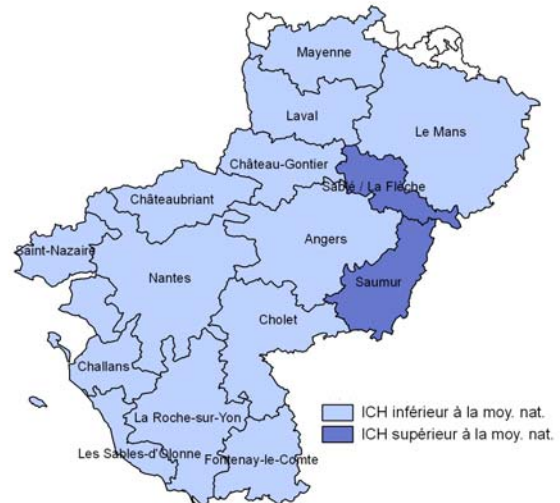 Mayenne
Laval
Le Mans
Château-Gontier
Sablé / La Flèche
Châteaubriant
Angers
Saint-Nazaire
Nantes
Saumur
Cholet
Challans
La Roche-sur-Yon
Les Sables-d'Olonne
Fontenay-le-Comte
ICH inférieur à la moy. nat.
ICH supérieur à la moy. nat.